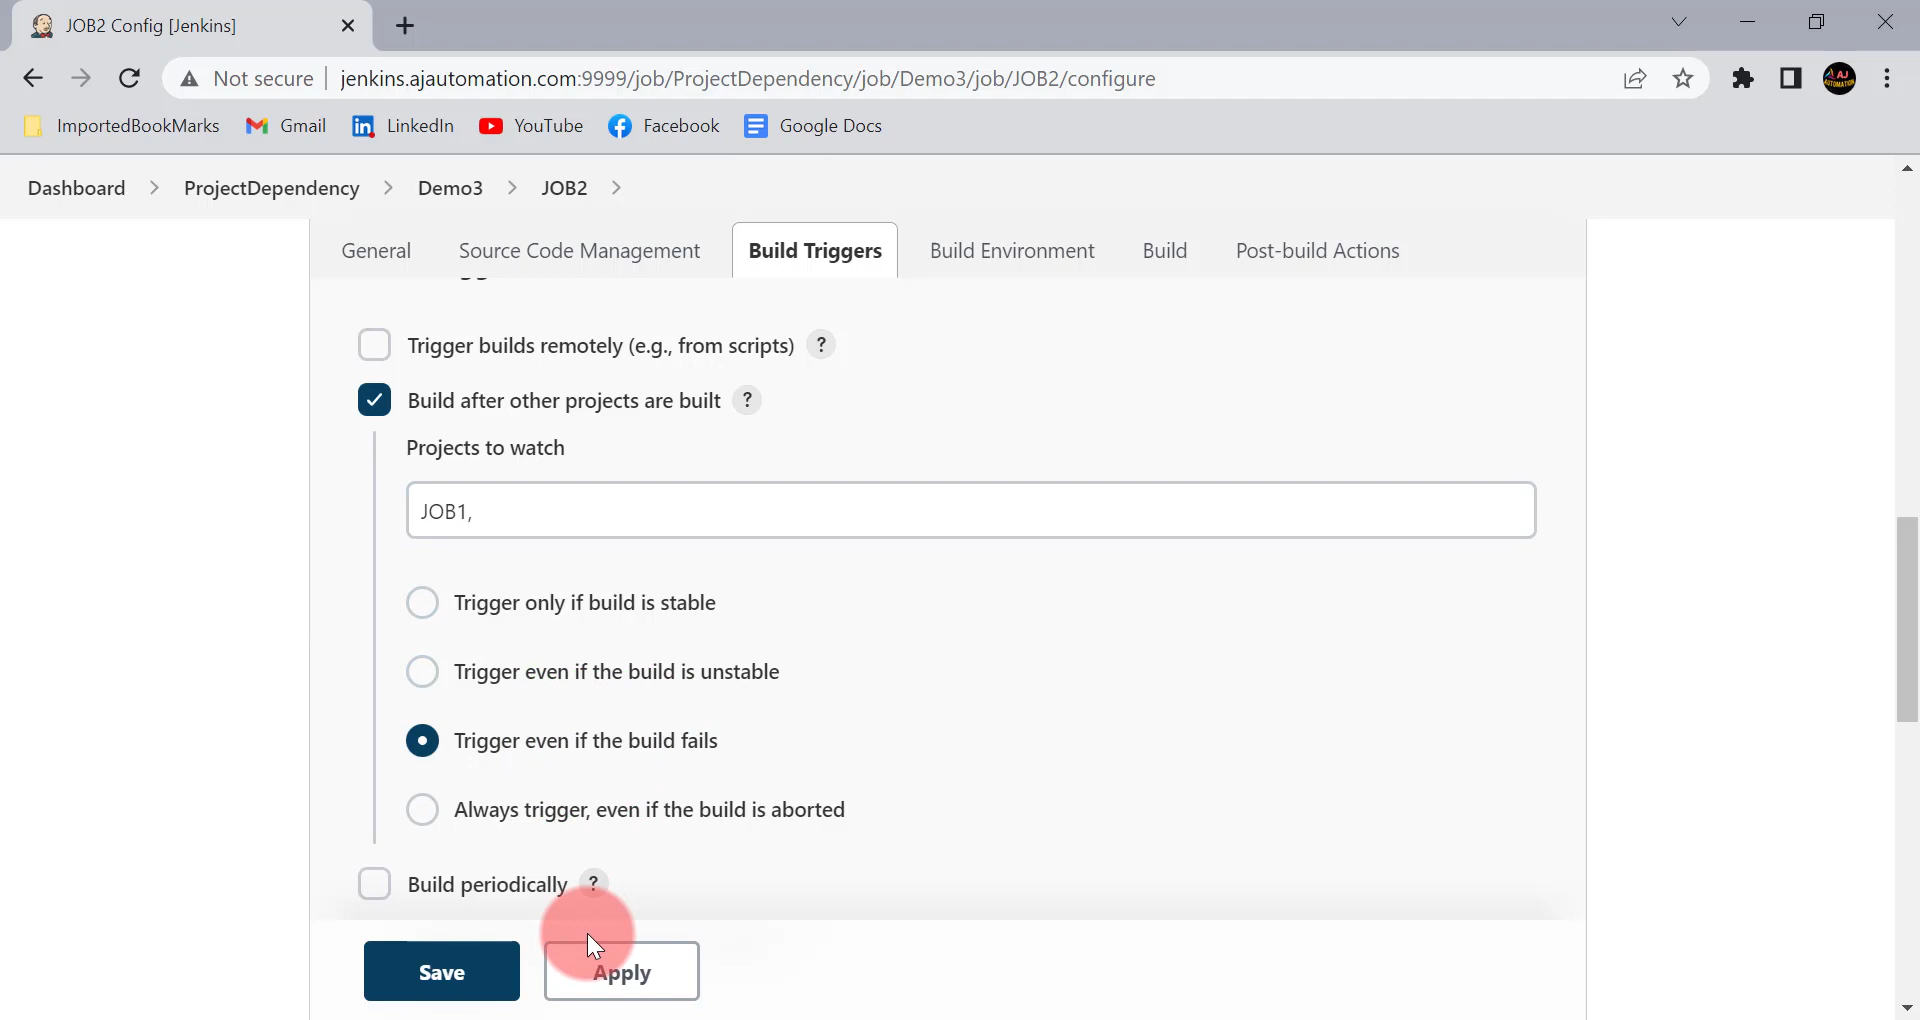 JOB2 Config [Jenkins]
Not secure jenkins.ajautomation.com:9999/job/ProjectDependency/job/Demo3/job/JOB2/configure
ImportedBookMarks Gmail LinkedIn YouTube Facebook Google Docs
Dashboard ProjectDependency Demo3 JOB2
General Source Code Management Build Triggers Build Environment Build Post-build Actions
Trigger builds remotely (e.g., from scripts) ?
Build after other projects are built ?
Projects to watch
JOB1,
Trigger only if build is stable
Trigger even if the build is unstable
Trigger even if the build fails
Always trigger, even if the build is aborted
Build periodically ?
Save Apply